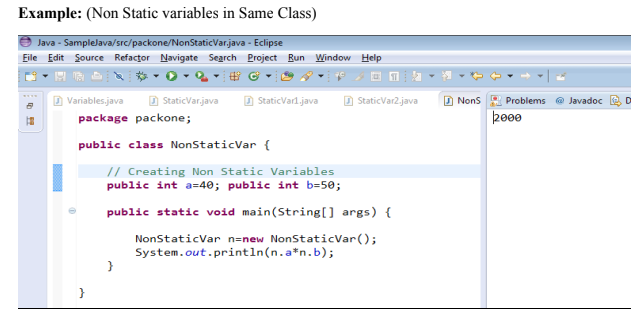 Example: (Non Static variables in Same Class)
Java - SampleJava/src/packone/NonStaticVar.java - Eclipse
File Edit Source Refactor Navigate Search Project Run Window Help
Variables.java StaticVar.java StaticVar1.java StaticVar2.java NonS Problems @ Javadoc D
2000
package packone;
public class NonStaticVar {
// Creating Non Static Variables
public int a=40; public int b=50;
public static void main(String[] args) {
NonStaticVar n=new NonStaticVar();
System.out.println(n.a*n.b);
}
}